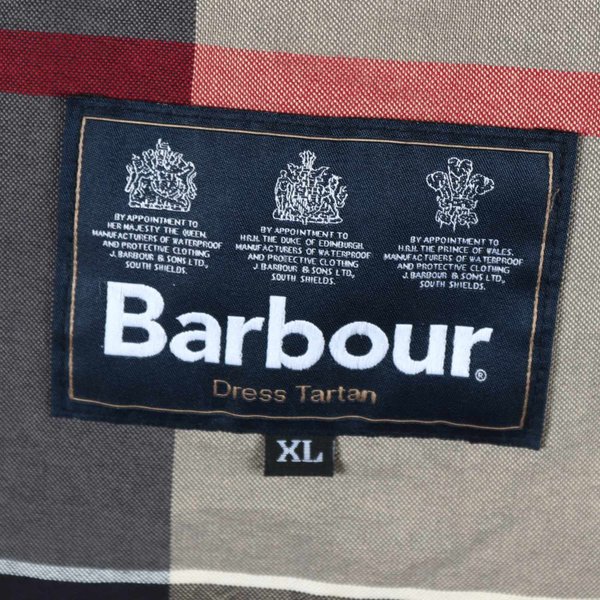 BY APPOINTMENT TO
HER MAJESTY THE QUEEN.
MANUFACTURERS OF WATERPROOF
AND PROTECTIVE CLOTHING
J. BARBOUR & SONS LTD.,
SOUTH SHIELDS.
BY APPOINTMENT TO
H.R.H. THE DUKE OF EDINBURGH.
MANUFACTURERS OF WATERPROOF
AND PROTECTIVE CLOTHING
J. BARBOUR & SONS LTD.,
SOUTH SHIELDS.
BY APPOINTMENT TO
H.R.H. THE PRINCE OF WALES.
MANUFACTURERS OF WATERPROOF
AND PROTECTIVE CLOTHING
J. BARBOUR & SONS LTD.,
SOUTH SHIELDS.
Barbour®
Dress Tartan
XL